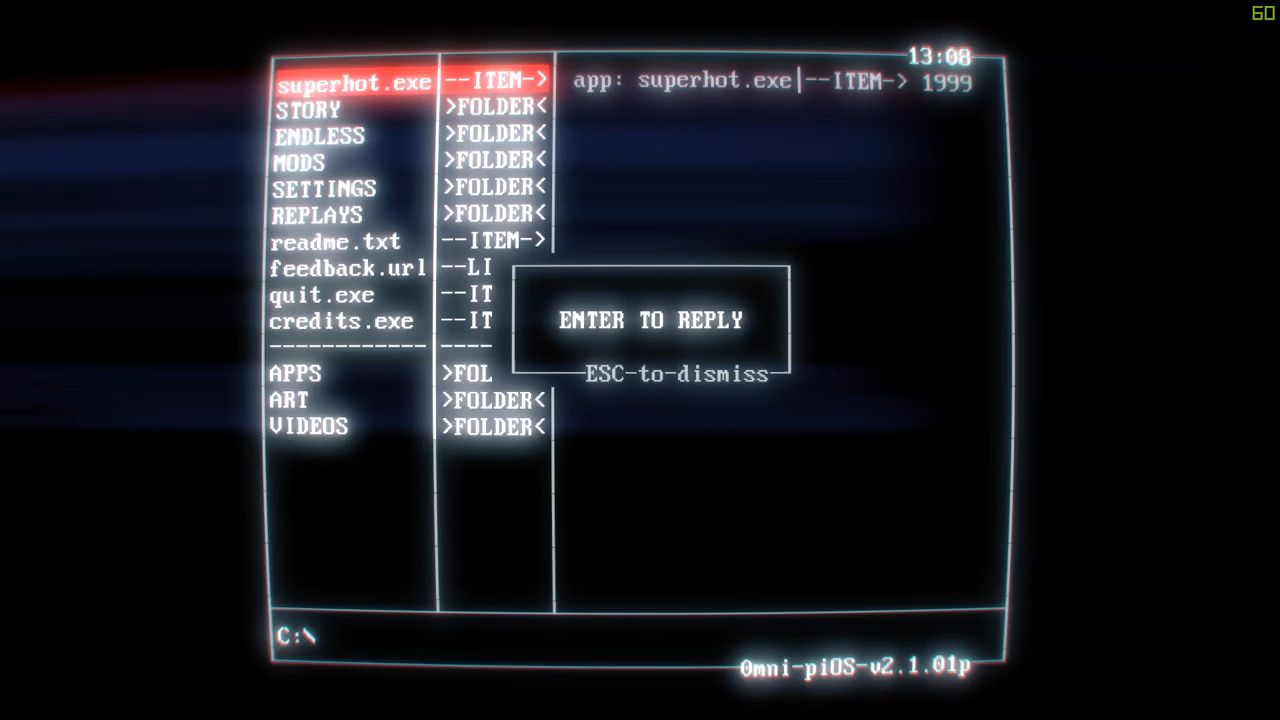 60
13:08
superhot.exe --ITEM-> app: superhot.exe|--ITEM-> 1999
STORY >FOLDER<
ENDLESS >FOLDER<
MODS >FOLDER<
SETTINGS >FOLDER<
REPLAYS >FOLDER<
readme.txt --ITEM->
feedback.url --LI
quit.exe --IT
credits.exe --IT
ENTER TO REPLY
------------ ----
APPS >FOL
ESC-to-dismiss
ART >FOLDER<
VIDEOS >FOLDER<
C:\
0mni-piOS-v2.1.01p